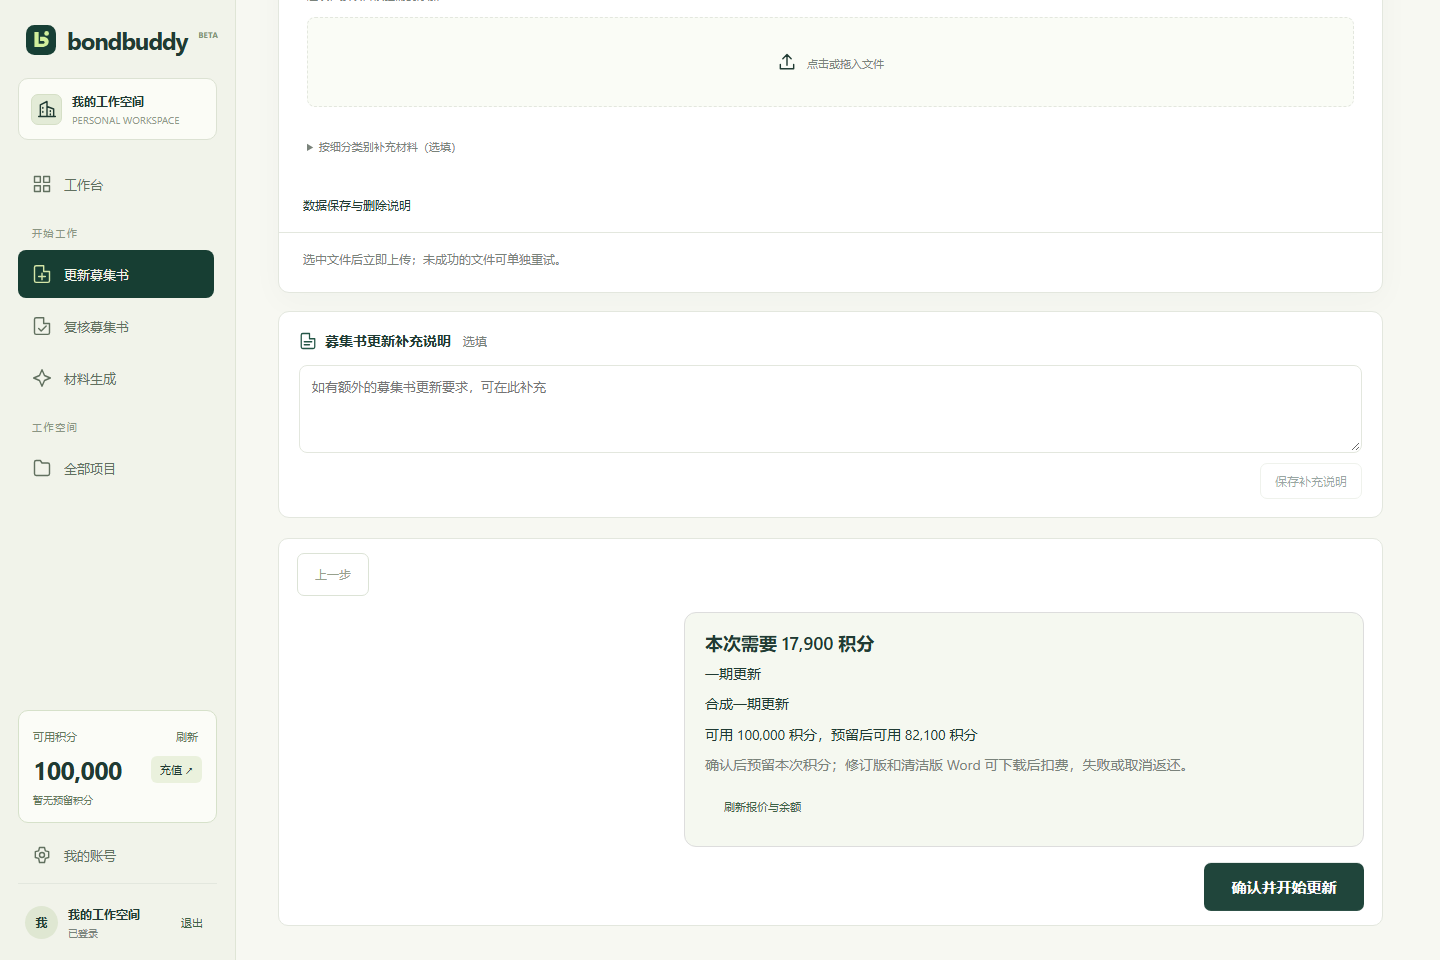 bondbuddy BETA
我的工作空间
PERSONAL WORKSPACE
工作台
开始工作
更新募集书
复核募集书
材料生成
工作空间
全部项目
可用积分 刷新
100,000 充值 ↗
暂无预留积分
我的账号
我 我的工作空间 退出
已登录
点击或拖入文件
▶ 按细分类别补充材料（选填）
数据保存与删除说明
选中文件后立即上传；未成功的文件可单独重试。
募集书更新补充说明 选填
如有额外的募集书更新要求，可在此补充
保存补充说明
上一步
本次需要 17,900 积分
一期更新
合成一期更新
可用 100,000 积分，预留后可用 82,100 积分
确认后预留本次积分；修订版和清洁版 Word 可下载后扣费，失败或取消返还。
刷新报价与余额
确认并开始更新